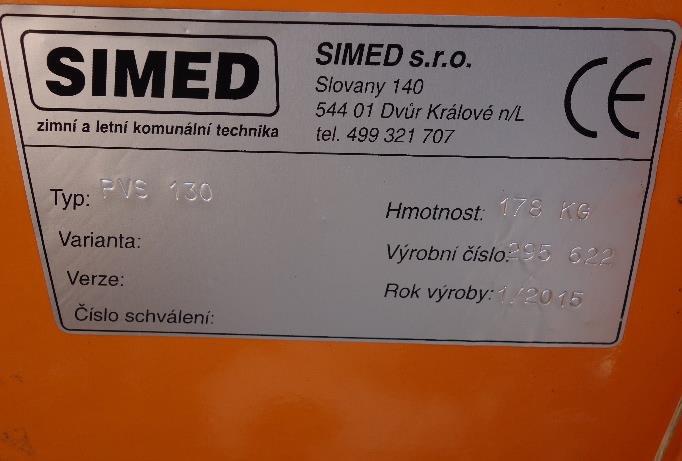 SIMED
zimní a letní komunální technika
SIMED s.r.o.
Slovany 140
544 01 Dvůr Králové n/L
tel. 499 321 707
CE
Typ: PVS 130
Varianta:
Verze:
Číslo schválení:
Hmotnost: 178 KG
Výrobní číslo: 295 622
Rok výroby: 1/2015